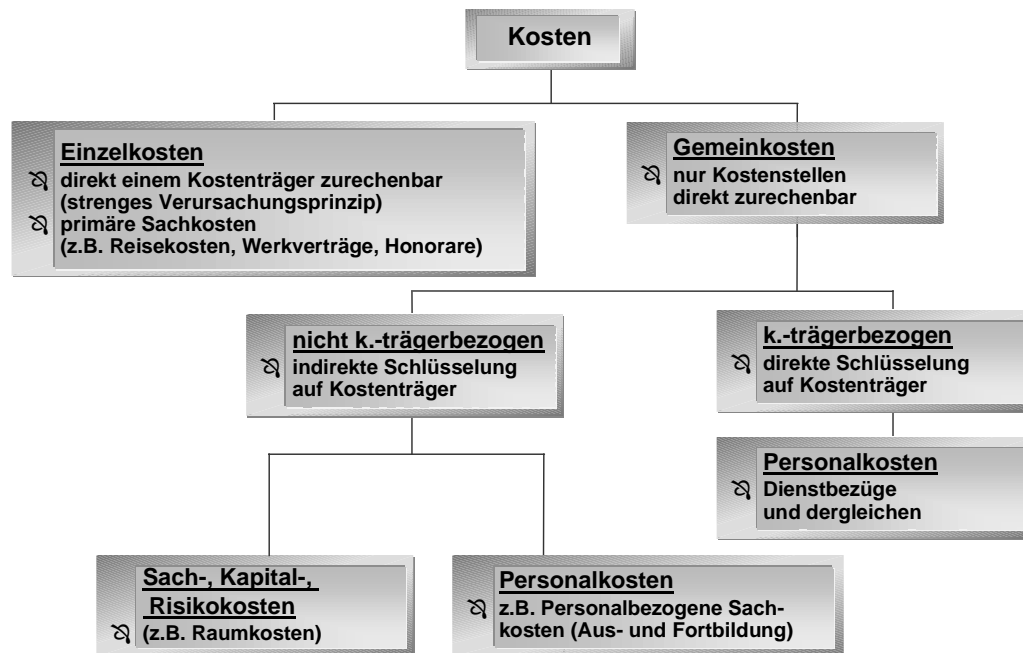 Kosten
Einzelkosten
direkt einem Kostenträger zurechenbar
(strenges Verursachungsprinzip)
primäre Sachkosten
(z.B. Reisekosten, Werkverträge, Honorare)
Gemeinkosten
nur Kostenstellen
direkt zurechenbar
nicht k.-trägerbezogen
indirekte Schlüsselung
auf Kostenträger
k.-trägerbezogen
direkte Schlüsselung
auf Kostenträger
Personalkosten
Dienstbezüge
und dergleichen
Sach-, Kapital-,
Risikokosten
(z.B. Raumkosten)
Personalkosten
z.B. Personalbezogene Sach-
kosten (Aus- und Fortbildung)